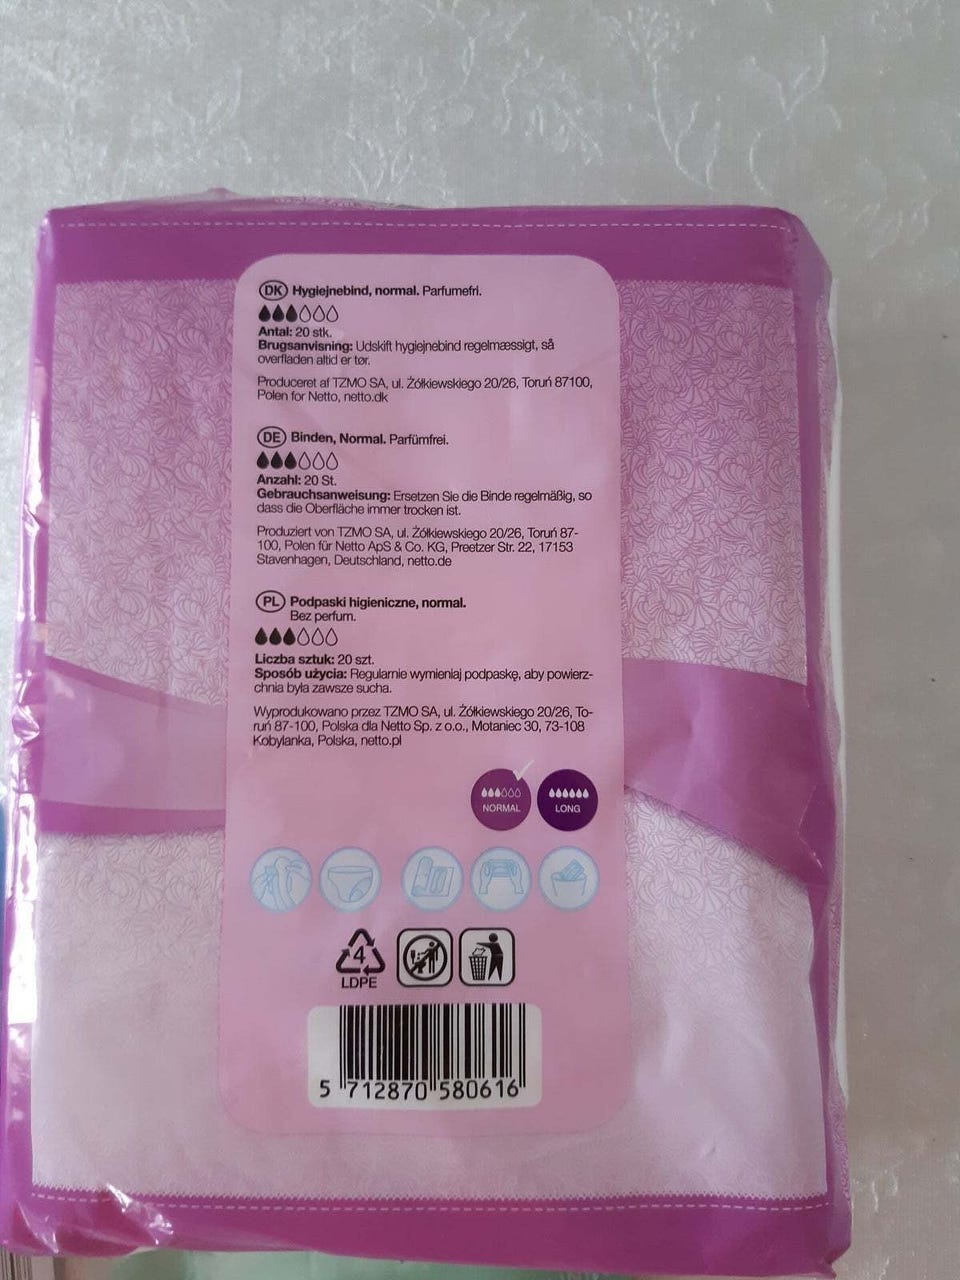 DK Hygiejnebind, normal. Parfumefri.
Antal: 20 stk.
Brugsanvisning: Udskift hygiejnebind regelmæssigt, så
overfladen altid er tør.
Produceret af TZMO SA, ul. Żółkiewskiego 20/26, Toruń 87100,
Polen for Netto, netto.dk
DE Binden, Normal. Parfümfrei.
Anzahl: 20 St.
Gebrauchsanweisung: Ersetzen Sie die Binde regelmäßig, so
dass die Oberfläche immer trocken ist.
Produziert von TZMO SA, ul. Żółkiewskiego 20/26, Toruń 87-
100, Polen für Netto ApS & Co. KG, Preetzer Str. 22, 17153
Stavenhagen, Deutschland, netto.de
PL Podpaski higieniczne, normal.
Bez perfum.
Liczba sztuk: 20 szt.
Sposób użycia: Regularnie wymieniaj podpaskę, aby powierz-
chnia była zawsze sucha.
Wyprodukowano przez TZMO SA, ul. Żółkiewskiego 20/26, To-
ruń 87-100, Polska dla Netto Sp. z o.o., Motaniec 30, 73-108
Kobylanka, Polska, netto.pl
NORMAL LONG
4
LDPE
5 712870 580616